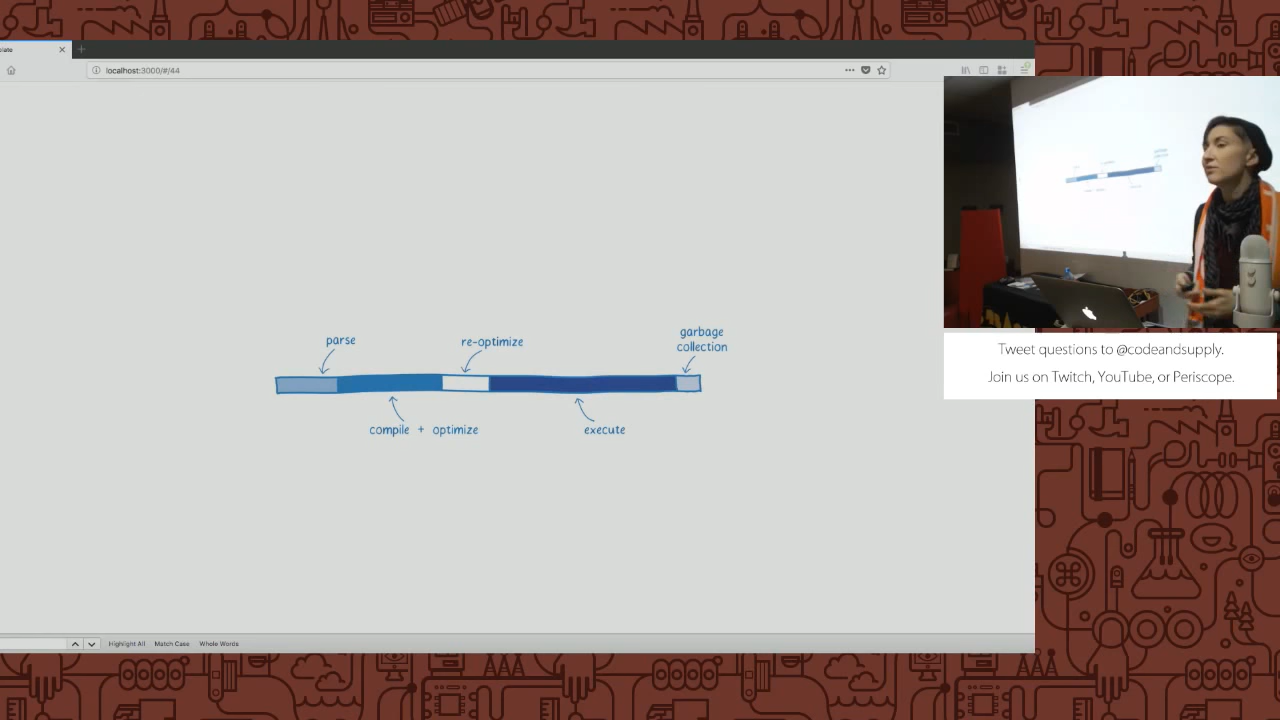 localhost:3000/#/44
parse
re-optimize
garbage
collection
compile + optimize
execute
Tweet questions to @codeandsupply.
Join us on Twitch, YouTube, or Periscope.
Highlight All Match Case Whole Words